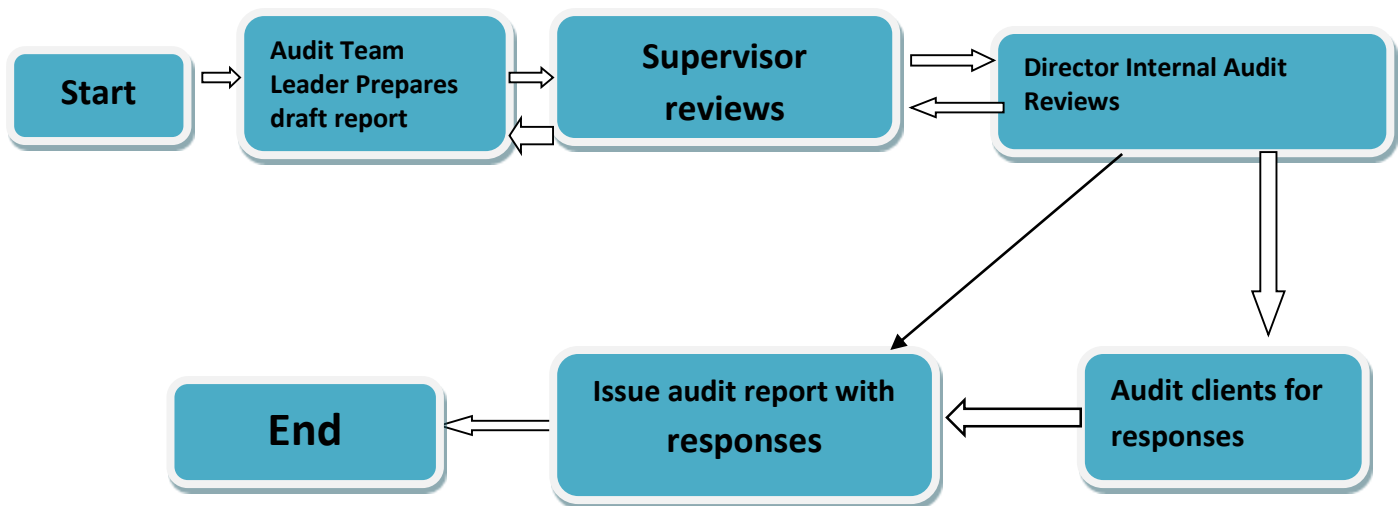 Start
Audit Team
Leader Prepares
draft report
Supervisor
reviews
Director Internal Audit
Reviews
Audit clients for
responses
Issue audit report with
responses
End